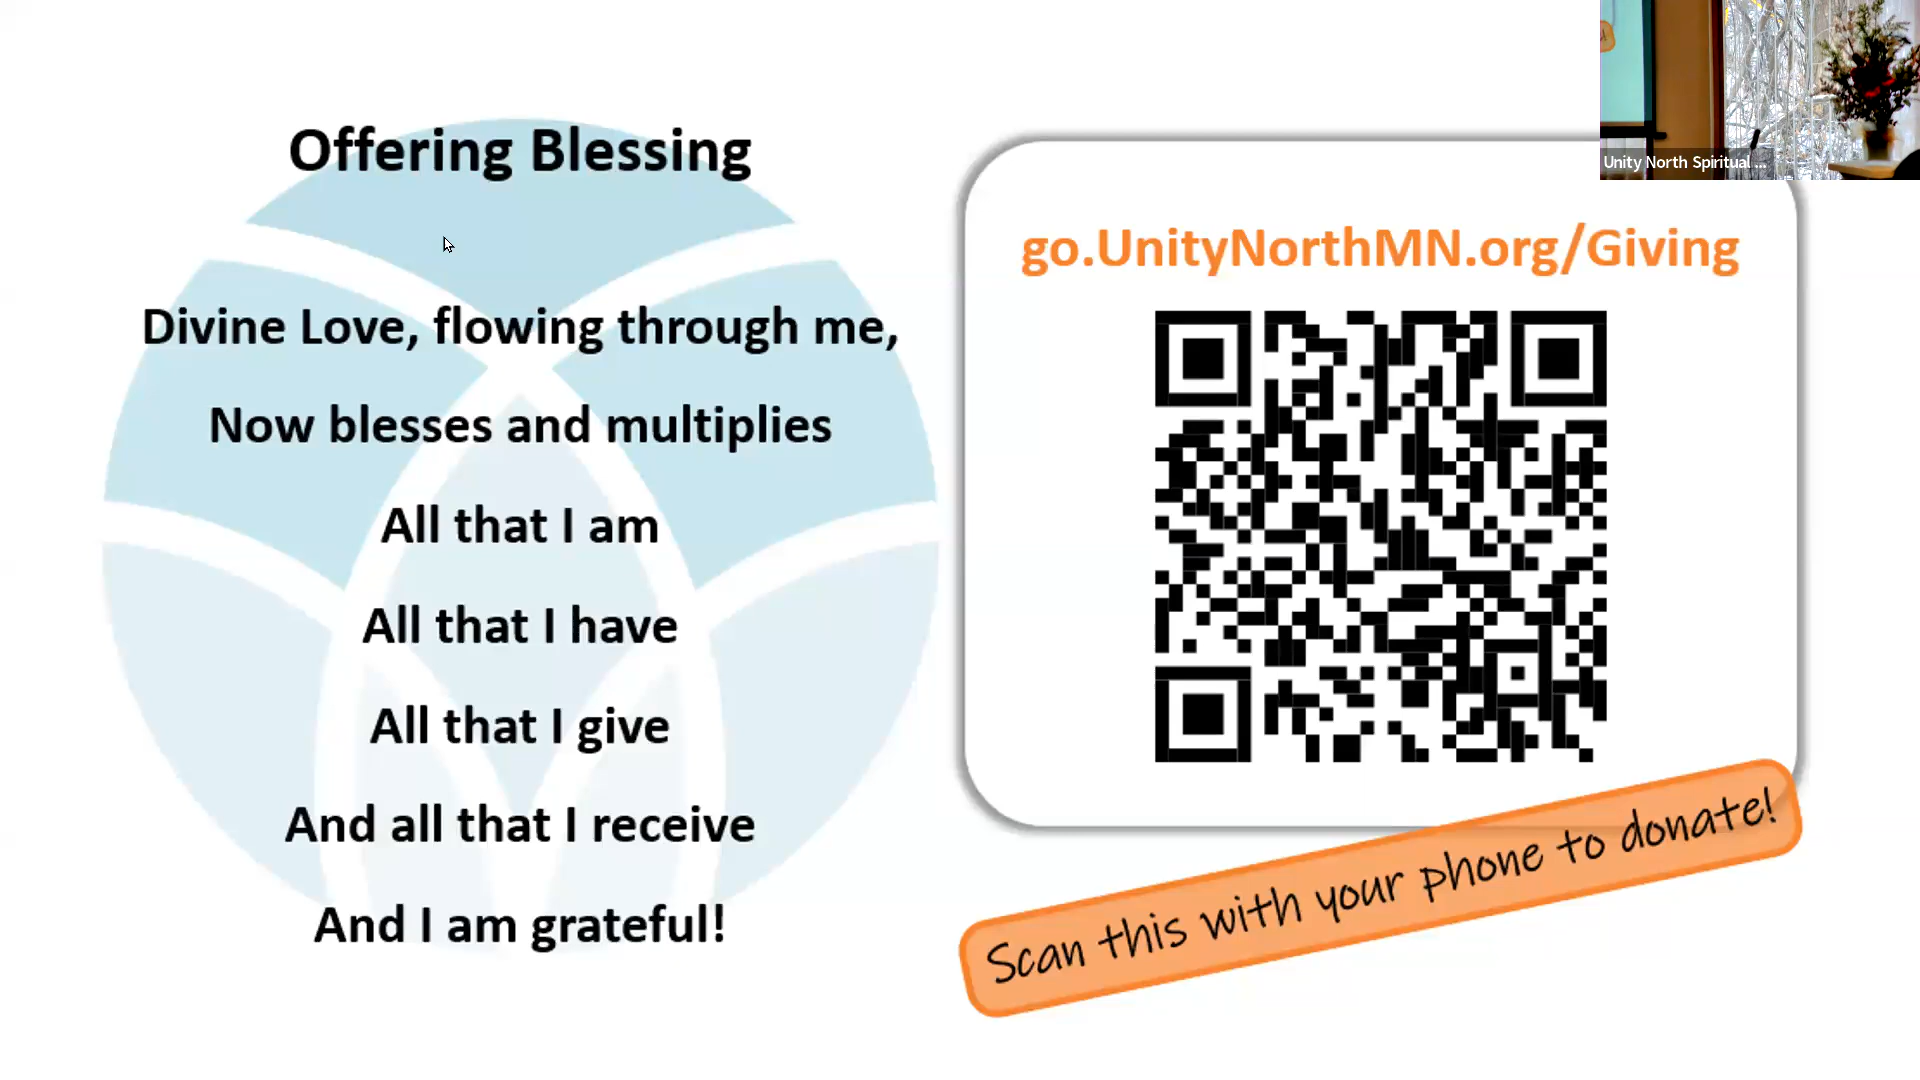 Offering Blessing
Divine Love, flowing through me,
Now blesses and multiplies
All that I am
All that I have
All that I give
And all that I receive
And I am grateful!
Unity North Spiritual ...
go.UnityNorthMN.org/Giving
Scan this with your phone to donate!